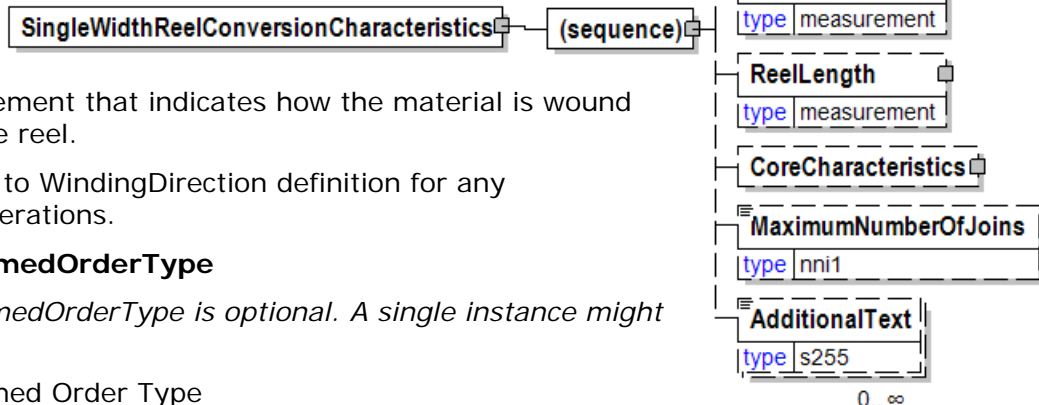 SingleWidthReelConversionCharacteristics
(sequence)
type measurement
ReelLength
type measurement
CoreCharacteristics
MaximumNumberOfJoins
type nni1
AdditionalText
type s255
0 ∞
ement that indicates how the material is wound
e reel.
to WindingDirection definition for any
erations.
medOrderType
medOrderType is optional. A single instance might
ned Order Type